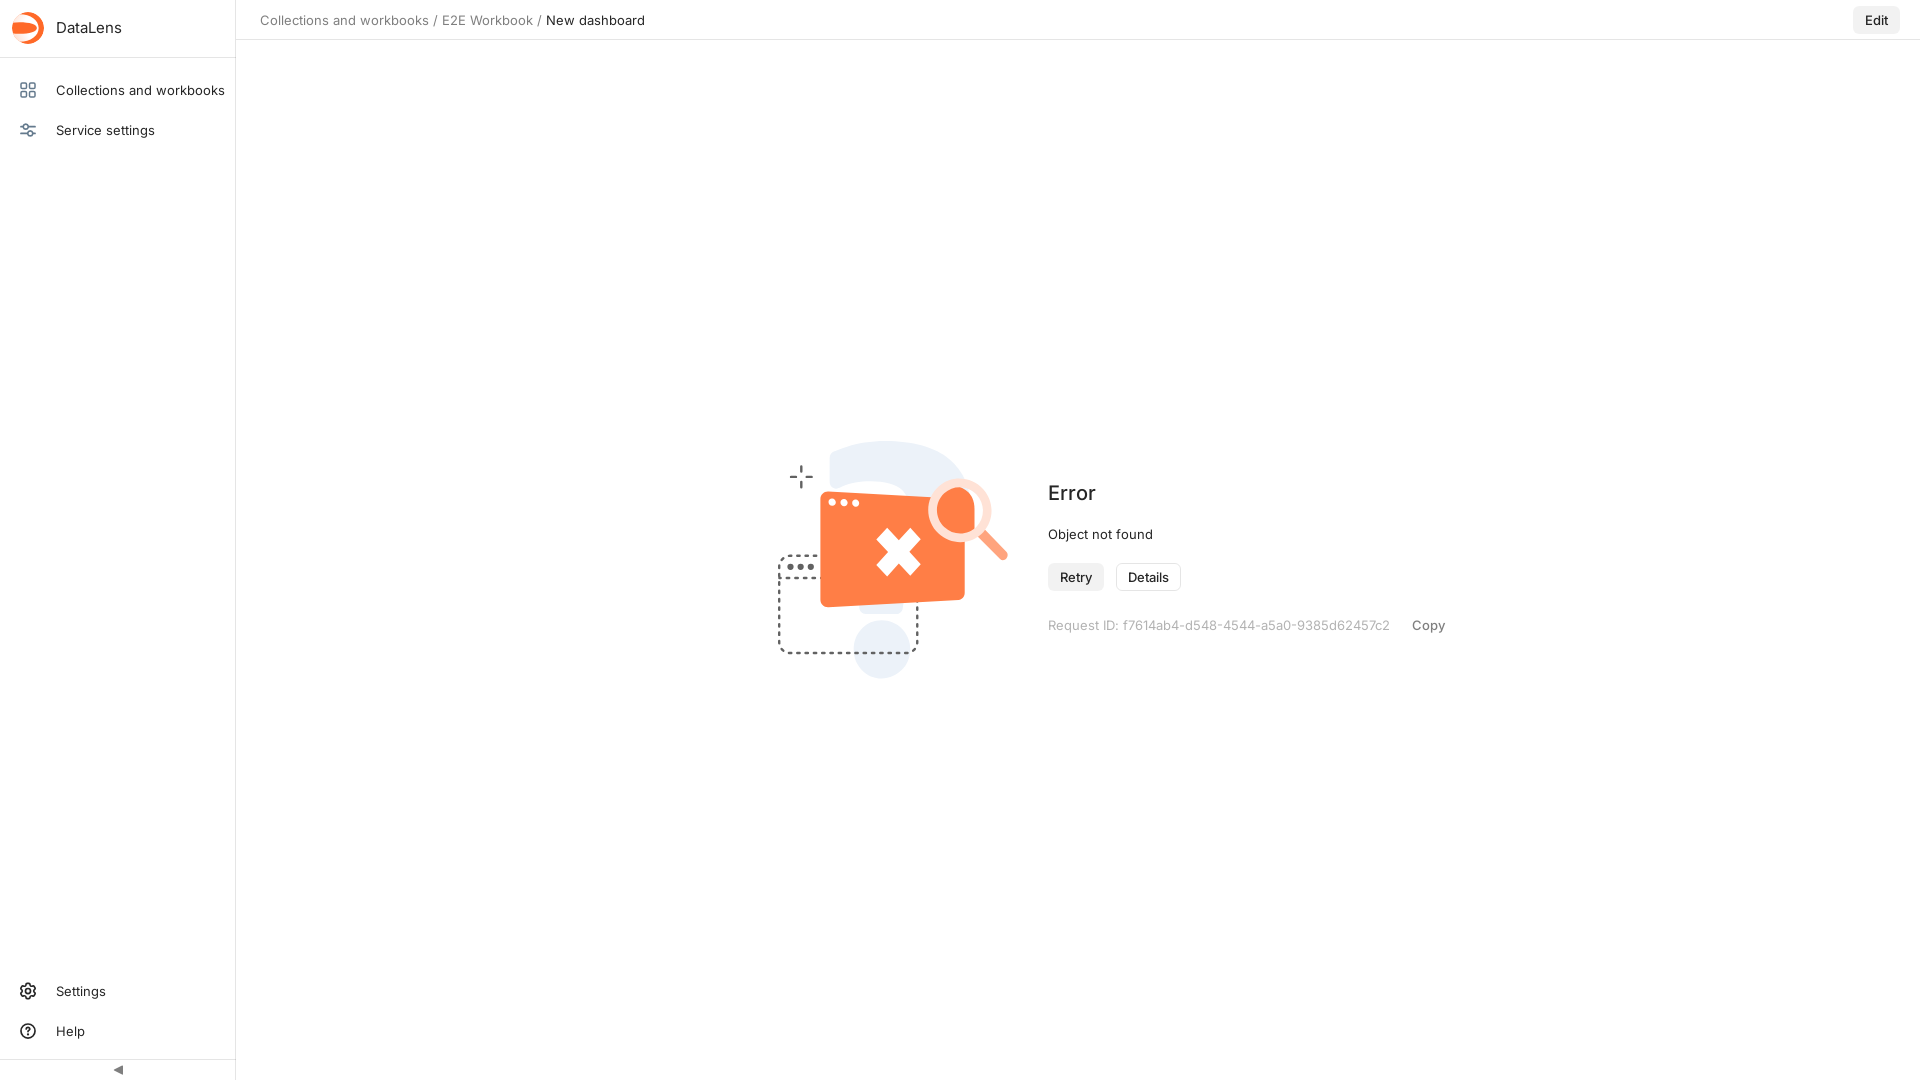 DataLens
Collections and workbooks / E2E Workbook / New dashboard
Edit
Collections and workbooks
Service settings
Error
Object not found
Retry
Details
Request ID: f7614ab4-d548-4544-a5a0-9385d62457c2
Copy
Settings
Help